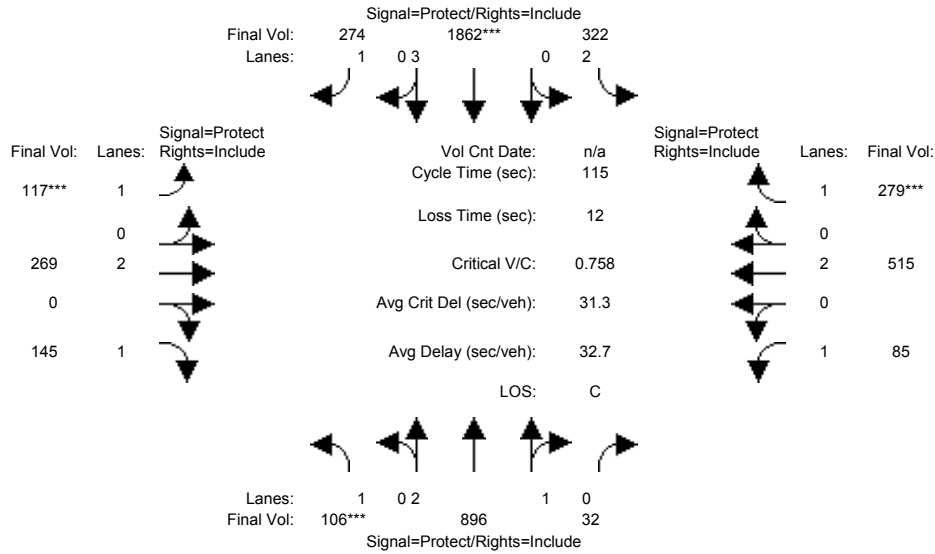 Signal=Protect/Rights=Include
Final Vol: 274 1862*** 322
Lanes: 1 0 3 0 2
Signal=Protect Signal=Protect
Final Vol: Lanes: Rights=Include Vol Cnt Date: n/a Rights=Include Lanes: Final Vol:
Cycle Time (sec): 115
117*** 1 1 279***
Loss Time (sec): 12
0 0
269 2 Critical V/C: 0.758 2 515
0 Avg Crit Del (sec/veh): 31.3 0
145 1 Avg Delay (sec/veh): 32.7 1 85
LOS: C
Lanes: 1 0 2 1 0
Final Vol: 106*** 896 32
Signal=Protect/Rights=Include